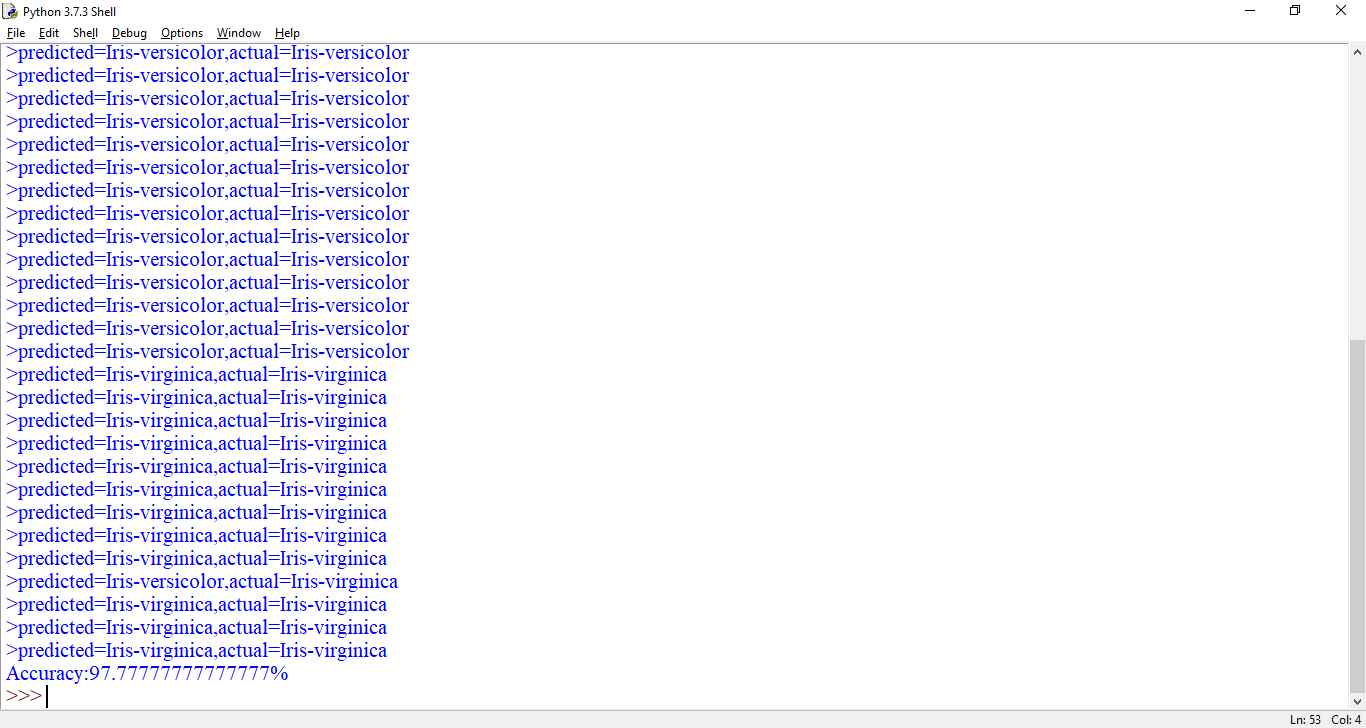 Python 3.7.3 Shell
File Edit Shell Debug Options Window Help
>predicted=Iris-versicolor,actual=Iris-versicolor
>predicted=Iris-versicolor,actual=Iris-versicolor
>predicted=Iris-versicolor,actual=Iris-versicolor
>predicted=Iris-versicolor,actual=Iris-versicolor
>predicted=Iris-versicolor,actual=Iris-versicolor
>predicted=Iris-versicolor,actual=Iris-versicolor
>predicted=Iris-versicolor,actual=Iris-versicolor
>predicted=Iris-versicolor,actual=Iris-versicolor
>predicted=Iris-versicolor,actual=Iris-versicolor
>predicted=Iris-versicolor,actual=Iris-versicolor
>predicted=Iris-versicolor,actual=Iris-versicolor
>predicted=Iris-versicolor,actual=Iris-versicolor
>predicted=Iris-versicolor,actual=Iris-versicolor
>predicted=Iris-versicolor,actual=Iris-versicolor
>predicted=Iris-virginica,actual=Iris-virginica
>predicted=Iris-virginica,actual=Iris-virginica
>predicted=Iris-virginica,actual=Iris-virginica
>predicted=Iris-virginica,actual=Iris-virginica
>predicted=Iris-virginica,actual=Iris-virginica
>predicted=Iris-virginica,actual=Iris-virginica
>predicted=Iris-virginica,actual=Iris-virginica
>predicted=Iris-virginica,actual=Iris-virginica
>predicted=Iris-virginica,actual=Iris-virginica
>predicted=Iris-versicolor,actual=Iris-virginica
>predicted=Iris-virginica,actual=Iris-virginica
>predicted=Iris-virginica,actual=Iris-virginica
>predicted=Iris-virginica,actual=Iris-virginica
Accuracy:97.77777777777777%
>>>
Ln: 53 Col: 4